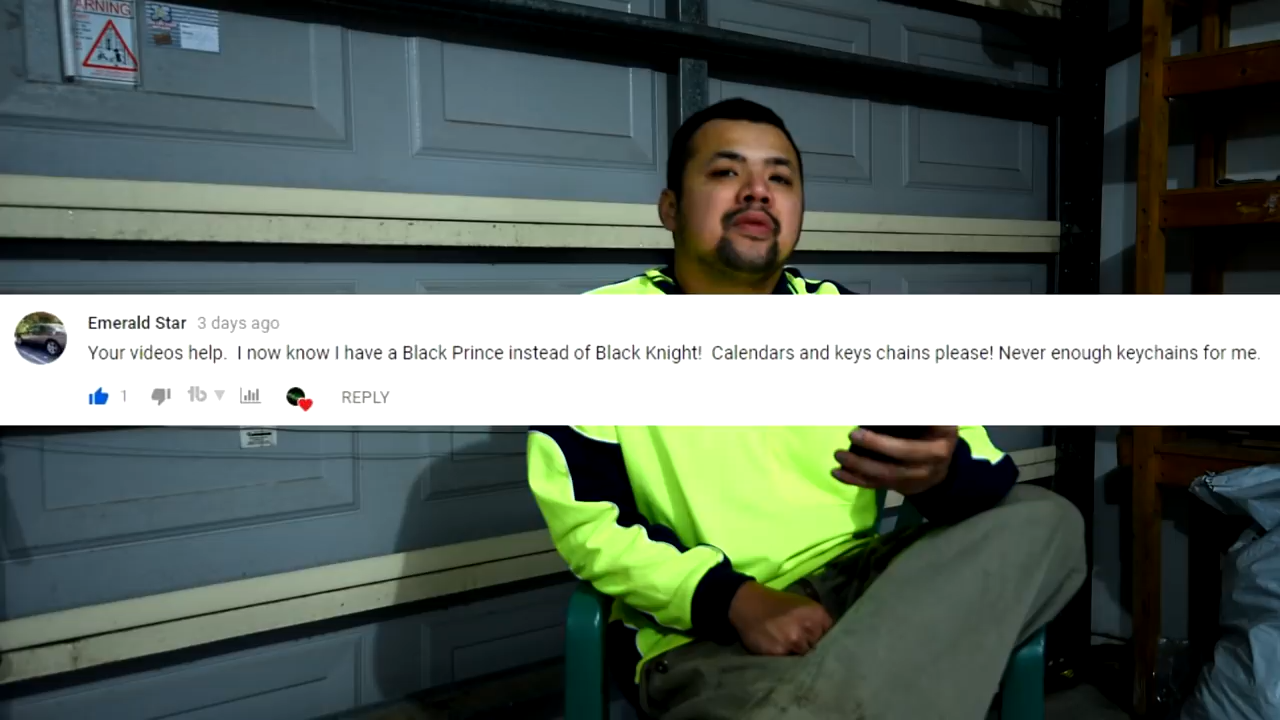 ARNING
Emerald Star 3 days ago
Your videos help. I now know I have a Black Prince instead of Black Knight! Calendars and keys chains please! Never enough keychains for me.
1 tb REPLY